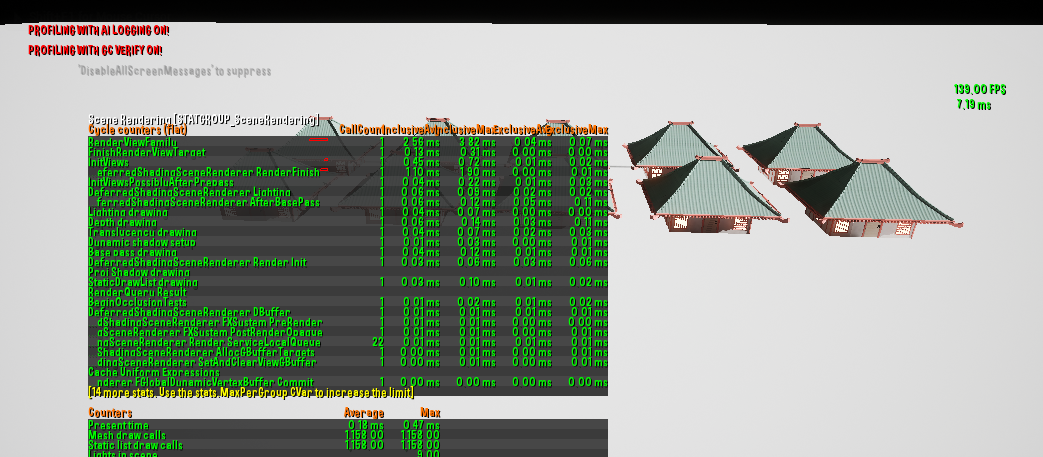 PROFILING WITH AI LOGGING ON!
PROFILING WITH GC VERIFY ON!
'DisableAllScreenMessages' to suppress
139.00 FPS
7.19 ms
Scene Rendering [STATGROUP_SceneRendering]
Cycle counters (flat) CallCount InclusiveAvg InclusiveMax ExclusiveAvg ExclusiveMax
RenderViewFamily 1 2.56 ms 3.82 ms 0.04 ms 0.07 ms
FinishRenderViewTarget 1 0.13 ms 0.31 ms 0.00 ms 0.00 ms
InitViews 1 0.45 ms 0.72 ms 0.01 ms 0.02 ms
eferredShadingSceneRenderer RenderFinish 1 1.10 ms 1.90 ms 0.00 ms 0.01 ms
InitViewsPossiblyAfterPrepass 1 0.04 ms 0.22 ms 0.01 ms 0.03 ms
DeferredShadingSceneRenderer Lighting 1 0.06 ms 0.09 ms 0.02 ms 0.02 ms
ferredShadingSceneRenderer AfterBasePass 1 0.06 ms 0.12 ms 0.05 ms 0.11 ms
Lighting drawing 1 0.04 ms 0.07 ms 0.00 ms 0.00 ms
Depth drawing 1 0.06 ms 0.14 ms 0.03 ms 0.11 ms
Translucency drawing 1 0.04 ms 0.07 ms 0.02 ms 0.03 ms
Dynamic shadow setup 1 0.01 ms 0.03 ms 0.00 ms 0.01 ms
Base pass drawing 1 0.04 ms 0.12 ms 0.01 ms 0.01 ms
DeferredShadingSceneRenderer Render Init 1 0.03 ms 0.06 ms 0.03 ms 0.06 ms
Proj Shadow drawing
StaticDrawList drawing 1 0.03 ms 0.10 ms 0.01 ms 0.02 ms
RenderQuery Result
BeginOcclusionTests 1 0.01 ms 0.02 ms 0.01 ms 0.02 ms
DeferredShadingSceneRenderer DBuffer 1 0.01 ms 0.01 ms 0.01 ms 0.01 ms
dShadingSceneRenderer FXSystem PreRender 1 0.01 ms 0.01 ms 0.01 ms 0.01 ms
gSceneRenderer FXSystem PostRenderOpaque 1 0.01 ms 0.01 ms 0.01 ms 0.01 ms
ngSceneRenderer Render ServiceLocalQueue 22 0.01 ms 0.01 ms 0.00 ms 0.01 ms
ShadingSceneRenderer AllocGBufferTargets 1 0.00 ms 0.01 ms 0.00 ms 0.01 ms
dingSceneRenderer SetAndClearViewGBuffer 1 0.00 ms 0.01 ms 0.00 ms 0.01 ms
Cache Uniform Expressions
nderer FGlobalDynamicVertexBuffer Commit 1 0.00 ms 0.00 ms 0.00 ms 0.00 ms
[14 more stats. Use the stats.MaxPerGroup CVar to increase the limit]
Counters Average Max
Present time 0.18 ms 0.47 ms
Mesh draw calls 1,158.00 1,158.00
Static list draw calls 1,158.00 1,158.00
Lights in scene 9.00